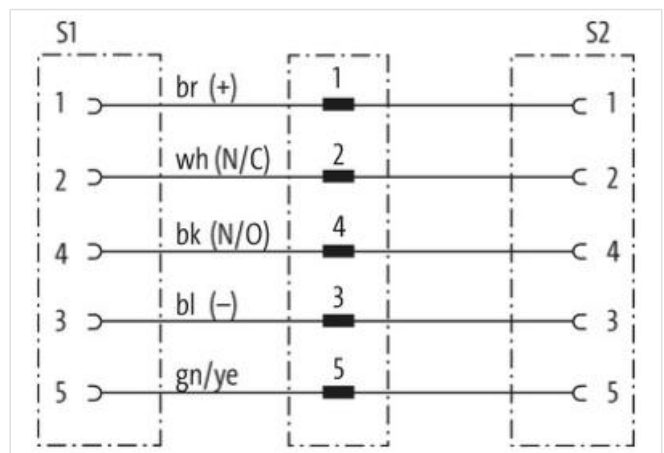 S1 S2
1 br (+) 1 1
2 wh (N/C) 2 2
4 bk (N/O) 4 4
3 bl (–) 3 3
5 gn/ye 5 5